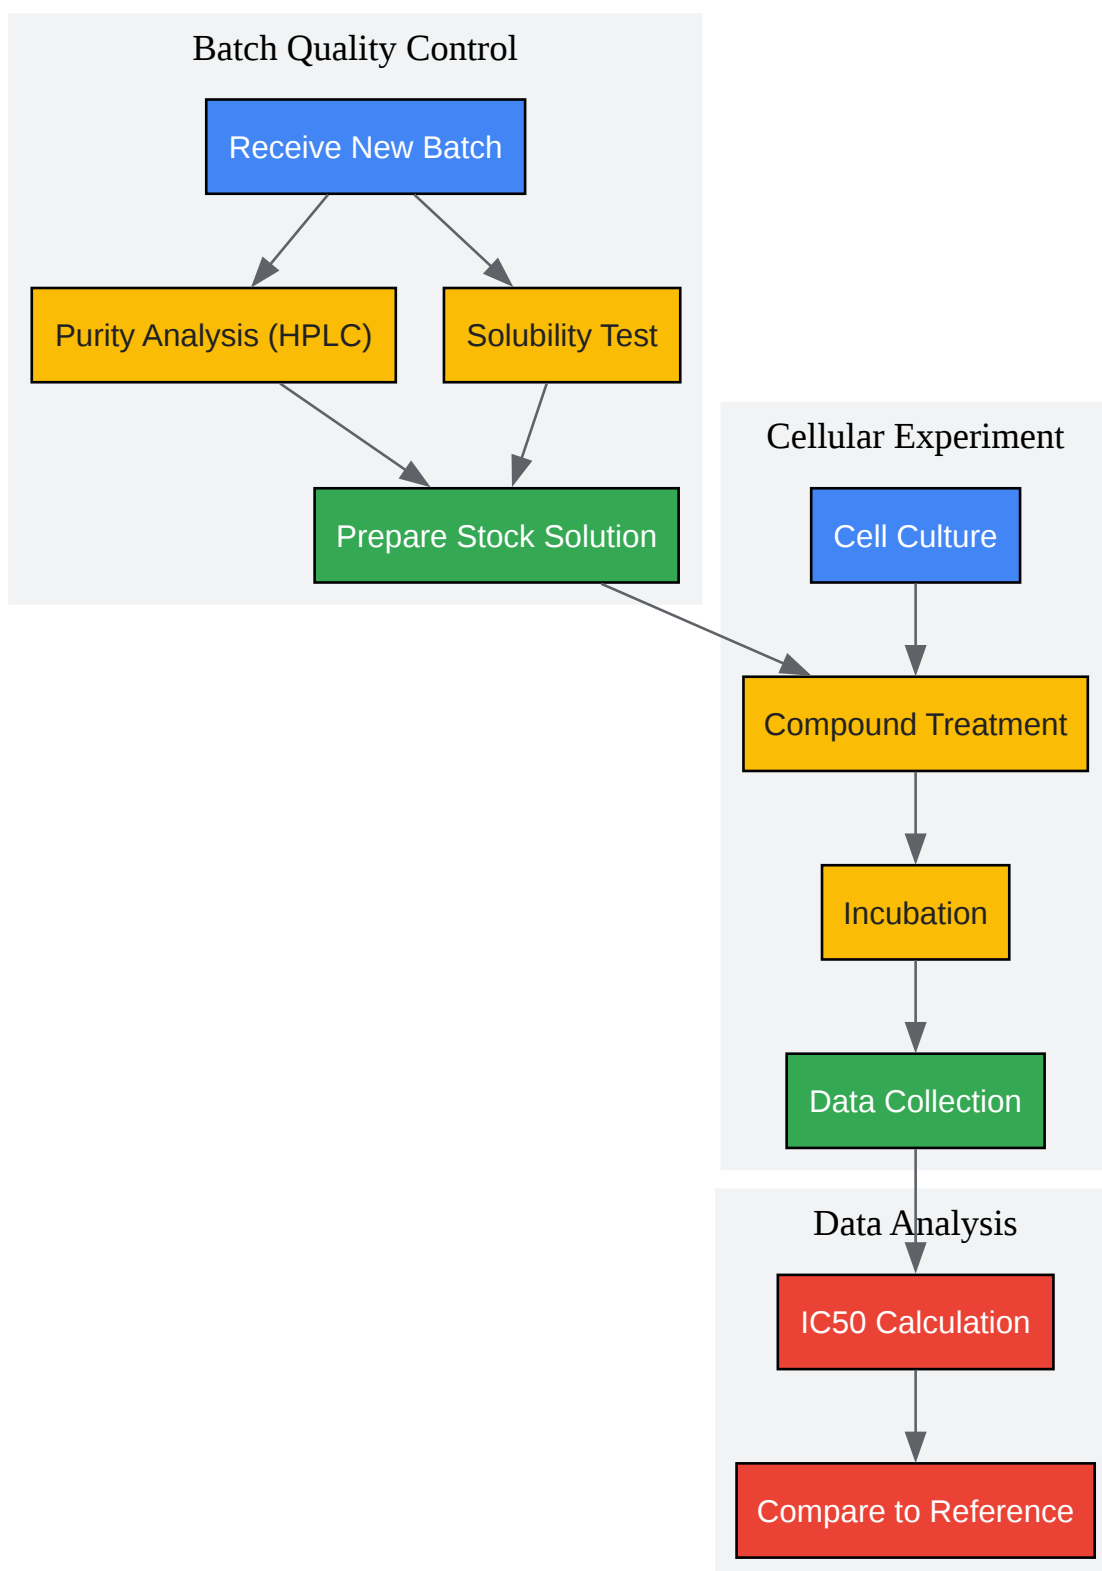 Batch Quality Control
Receive New Batch
Purity Analysis (HPLC)
Solubility Test
Prepare Stock Solution
Cellular Experiment
Cell Culture
Compound Treatment
Incubation
Data Collection
Data Analysis
IC50 Calculation
Compare to Reference